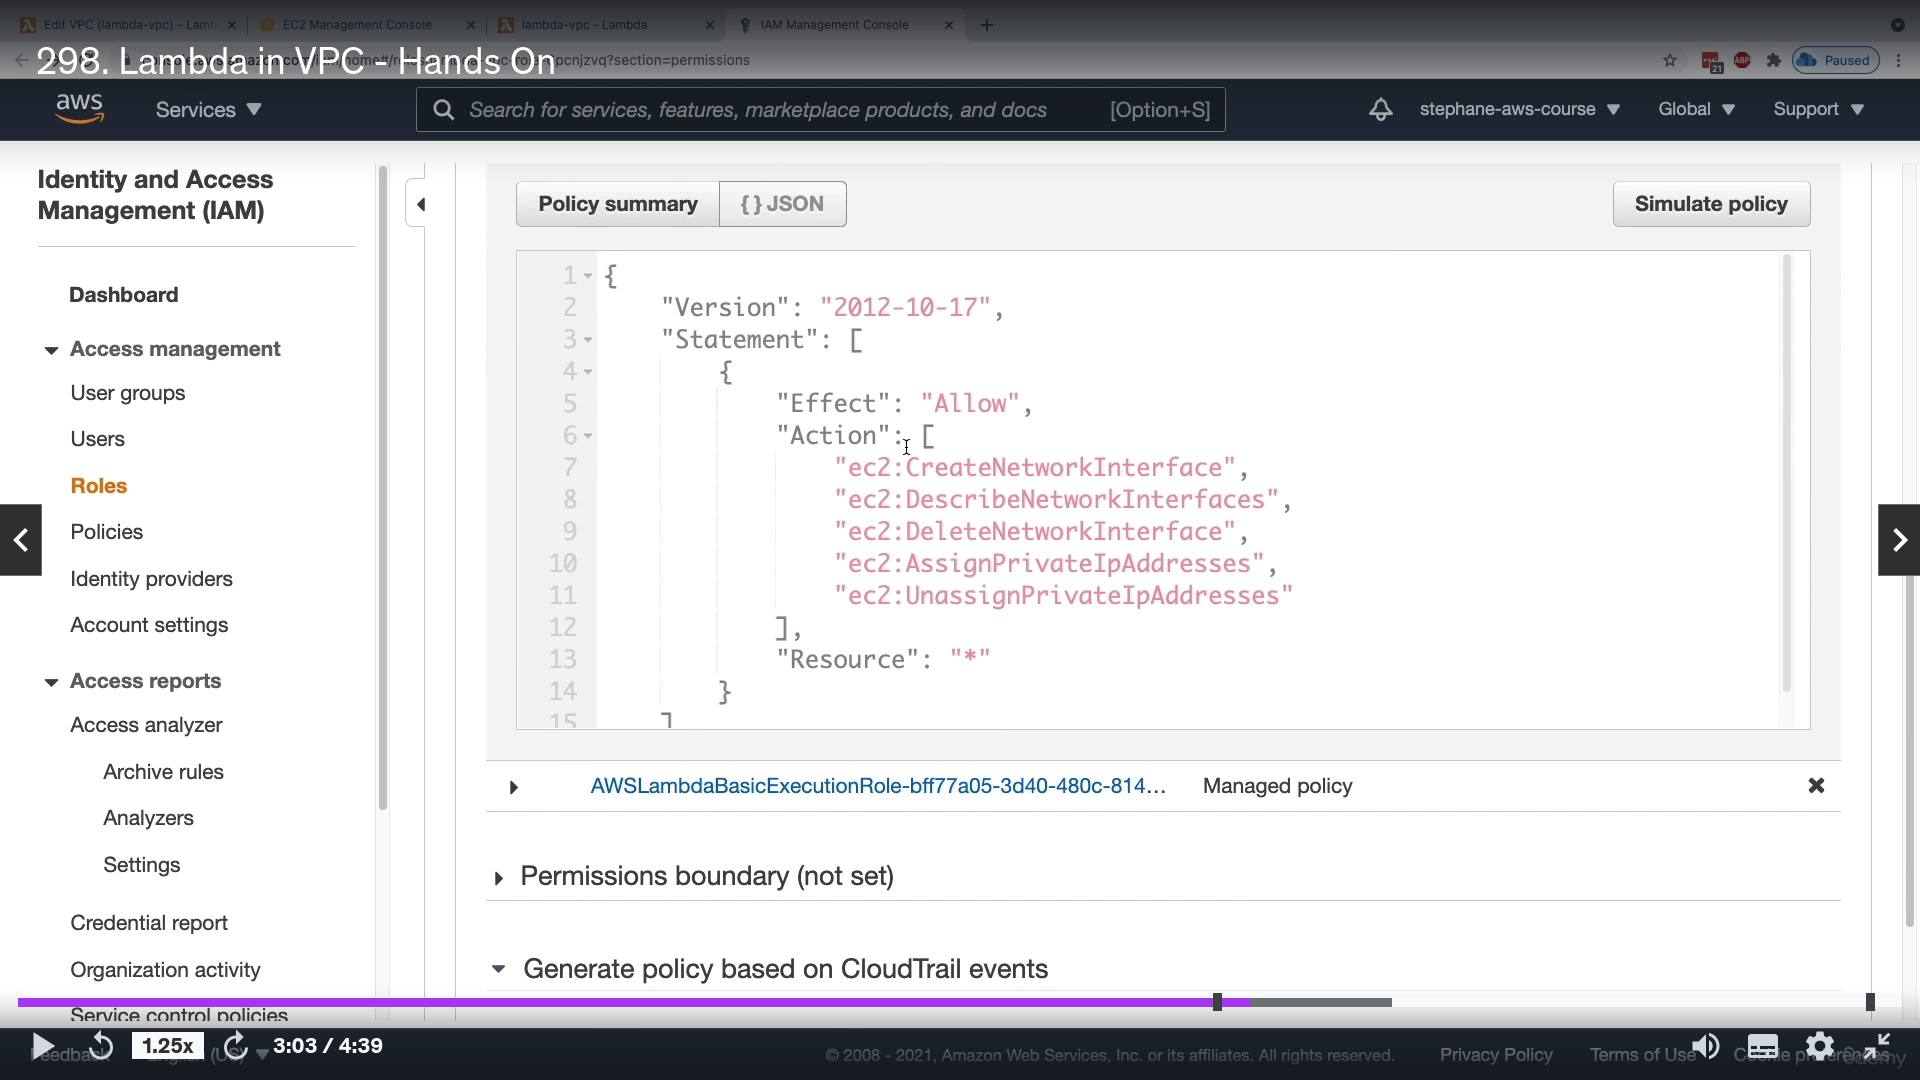 Edit VPC (lambda-vpc) - Lamb
EC2 Management Console
lambda-vpc - Lambda
IAM Management Console
298. Lambda in VPC - Hands On
pcnjzvq?section=permissions
21
ABP
Paused
aws
Services
Search for services, features, marketplace products, and docs
[Option+S]
stephane-aws-course
Global
Support
Identity and Access
Management (IAM)
Dashboard
Access management
User groups
Users
Roles
Policies
Identity providers
Account settings
Access reports
Access analyzer
Archive rules
Analyzers
Settings
Credential report
Organization activity
Service control policies
Policy summary
{ } JSON
Simulate policy
1 {
2 "Version": "2012-10-17",
3 "Statement": [
4 {
5 "Effect": "Allow",
6 "Action": [
7 "ec2:CreateNetworkInterface",
8 "ec2:DescribeNetworkInterfaces",
9 "ec2:DeleteNetworkInterface",
10 "ec2:AssignPrivateIpAddresses",
11 "ec2:UnassignPrivateIpAddresses"
12 ],
13 "Resource": "*"
14 }
15 ]
AWSLambdaBasicExecutionRole-bff77a05-3d40-480c-814...
Managed policy
Permissions boundary (not set)
Generate policy based on CloudTrail events
1.25x
3:03 / 4:39
© 2008 - 2021, Amazon Web Services, Inc. or its affiliates. All rights reserved.
Privacy Policy
Terms of Use
udemy